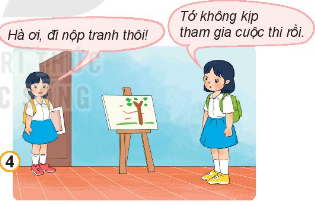 Hà ơi, đi nộp tranh thôi!
Tớ không kịp
tham gia cuộc thi rồi.
4